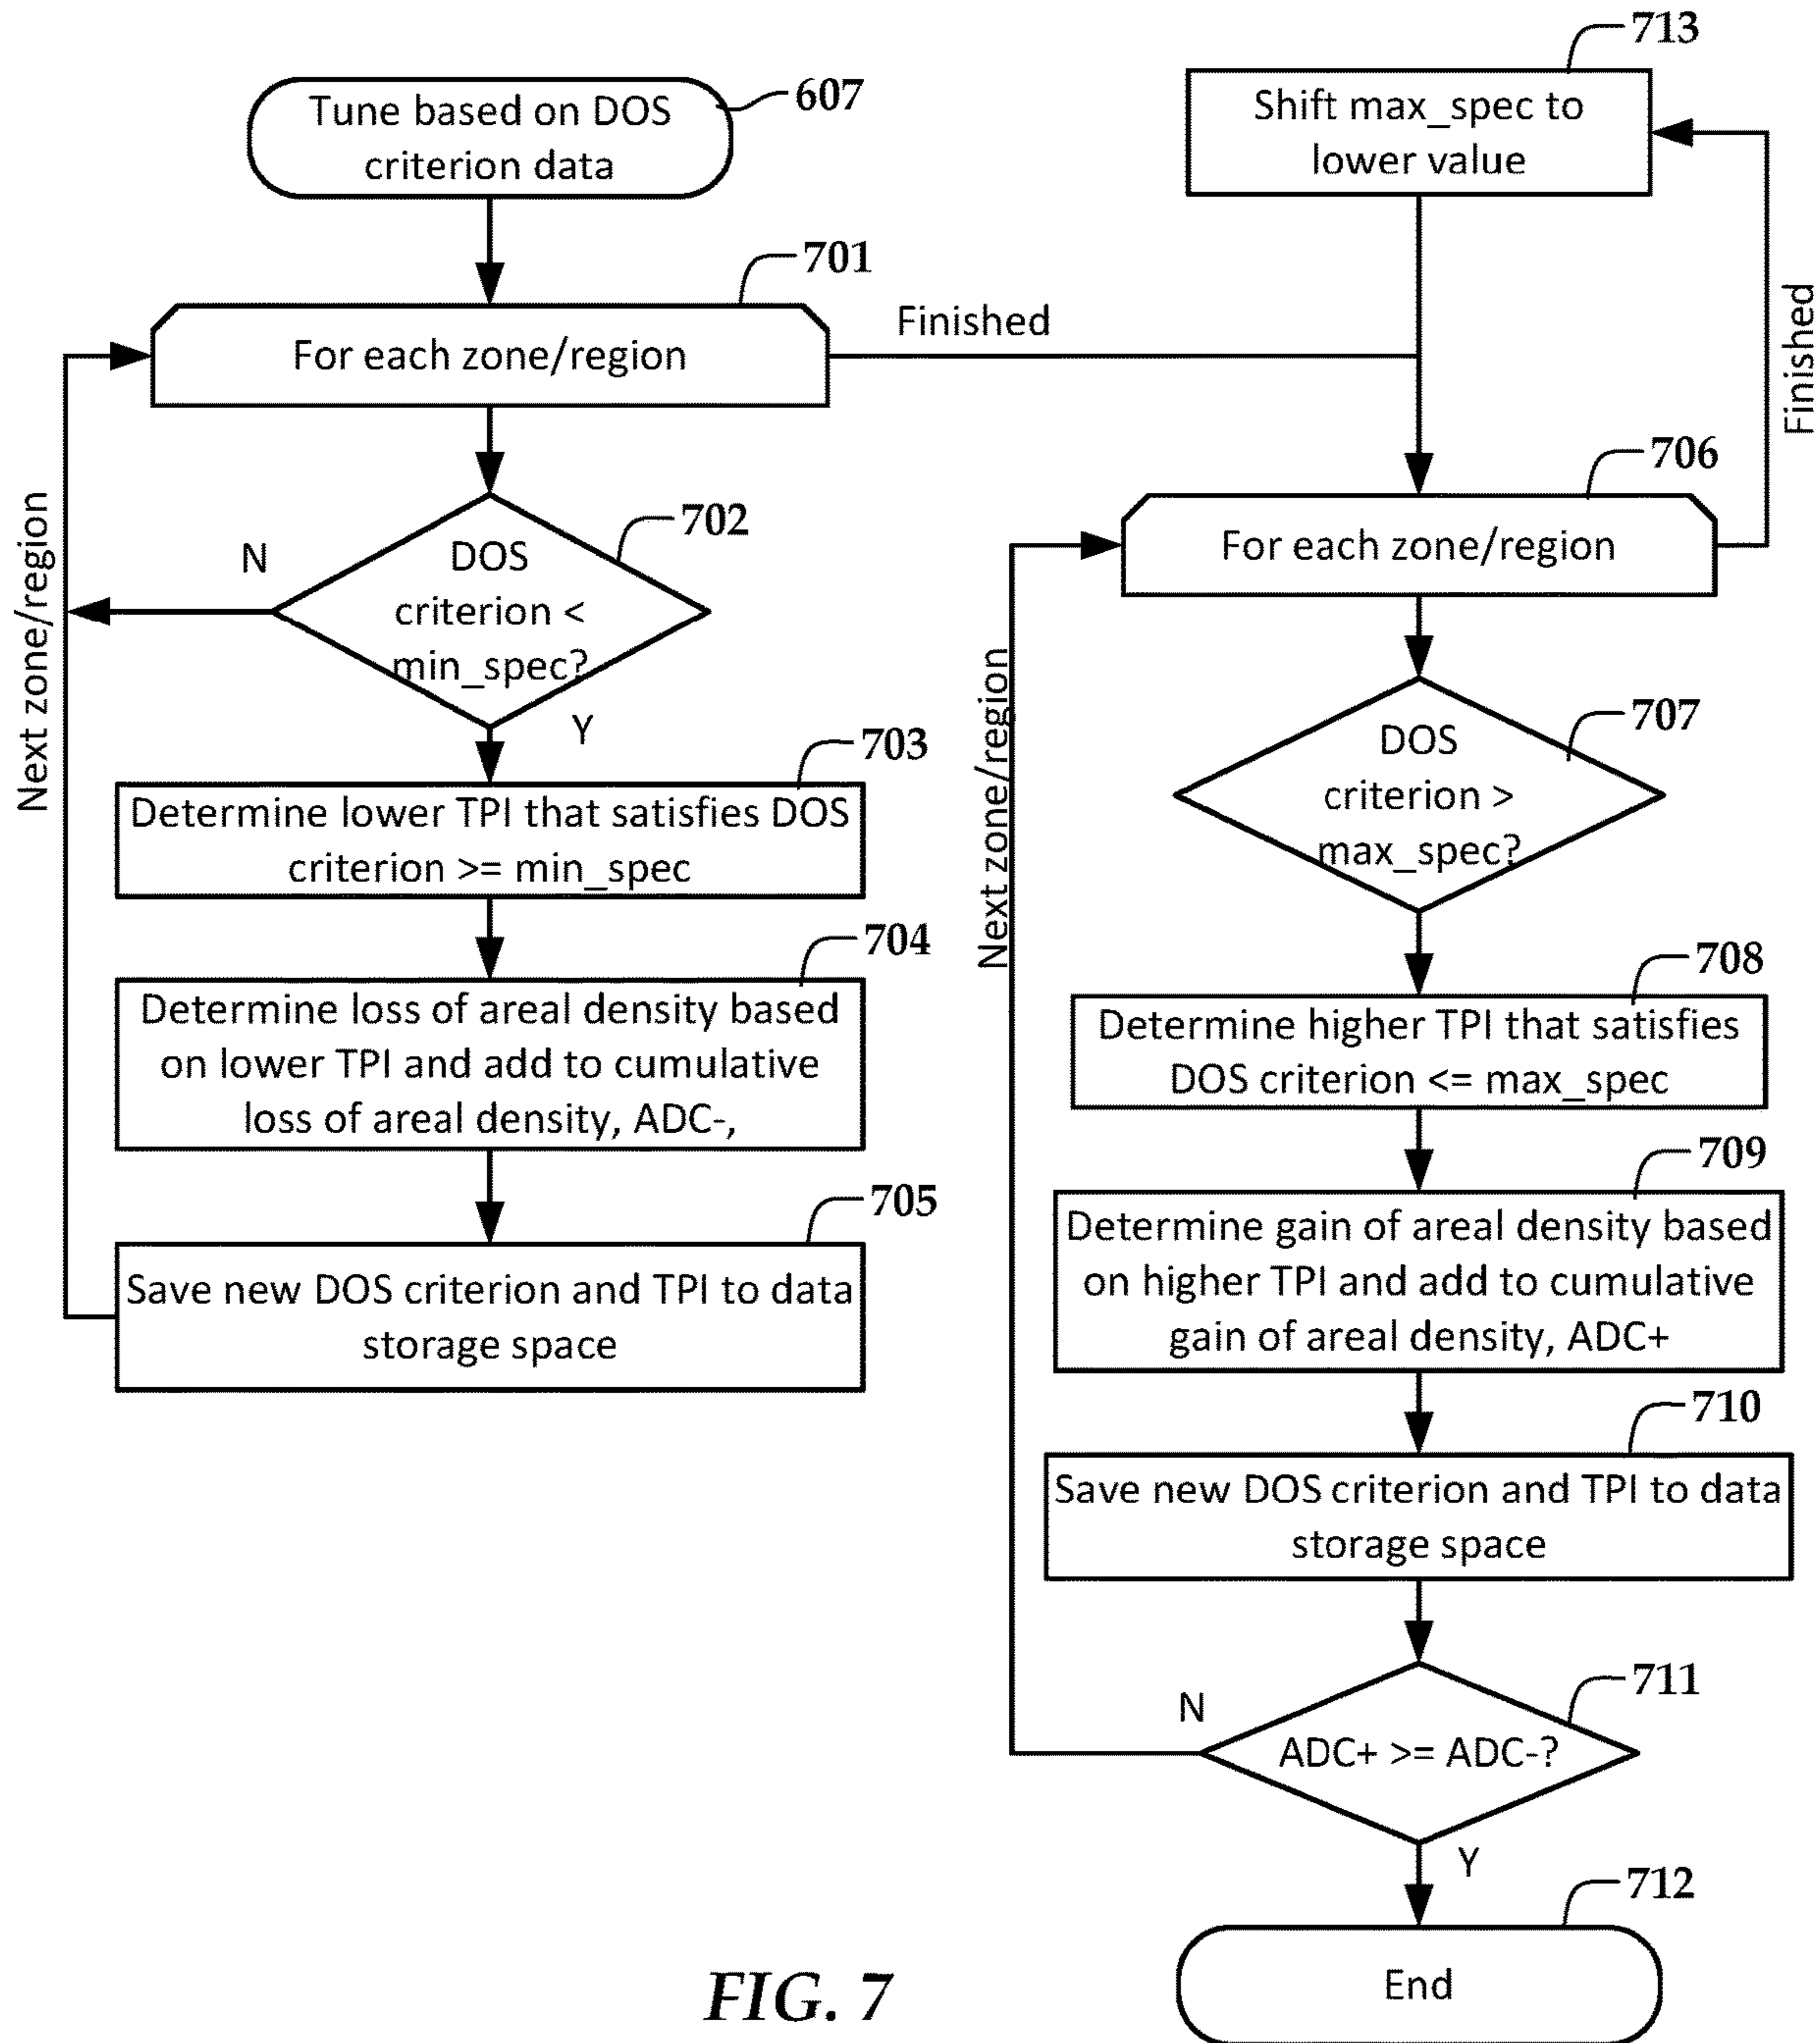 Tune based on DOS
criterion data
607
701
For each zone/region
Finished
Next zone/region
702
N
DOS
criterion <
min_spec?
Y
703
Determine lower TPI that satisfies DOS
criterion >= min_spec
704
Determine loss of areal density based
on lower TPI and add to cumulative
loss of areal density, ADC-,
705
Save new DOS criterion and TPI to data
storage space
713
Shift max_spec to
lower value
Finished
706
For each zone/region
Next zone/region
707
DOS
criterion >
max_spec?
708
Determine higher TPI that satisfies
DOS criterion <= max_spec
709
Determine gain of areal density based
on higher TPI and add to cumulative
gain of areal density, ADC+
710
Save new DOS criterion and TPI to data
storage space
711
N
ADC+ >= ADC-?
Y
712
End
FIG. 7